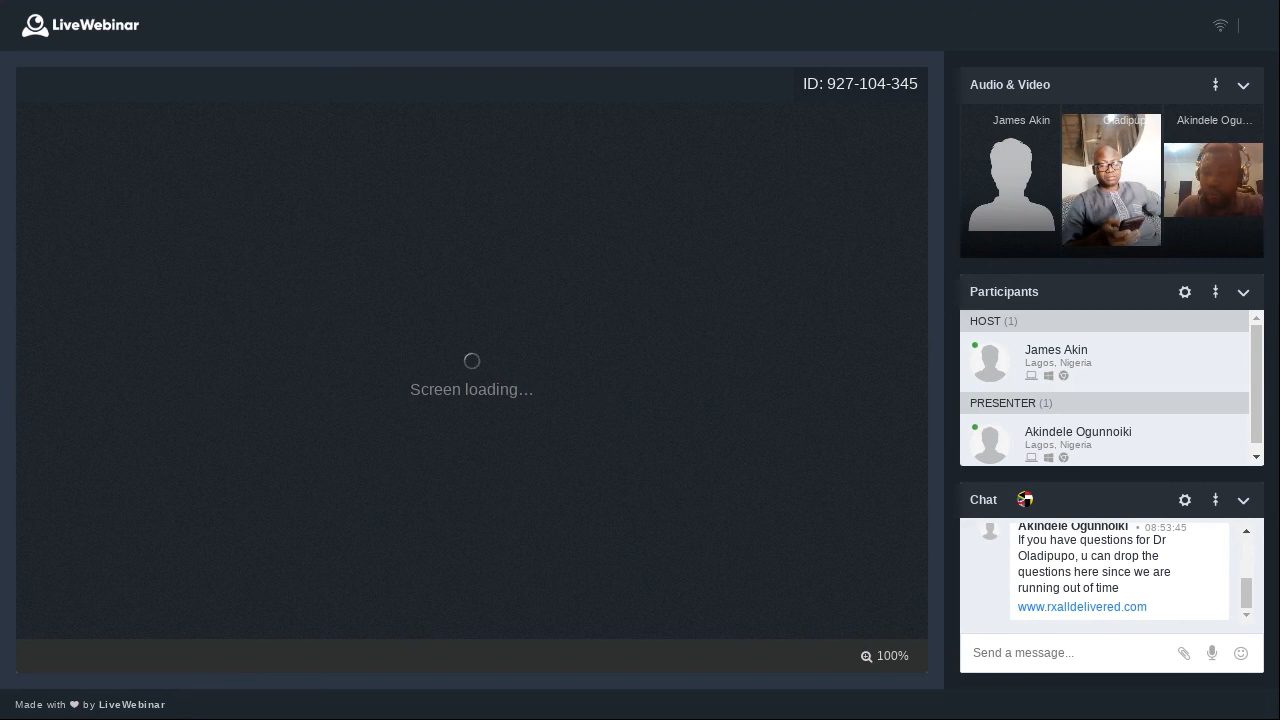 LiveWebinar
ID: 927-104-345
Screen loading...
100%
Audio & Video
James Akin
Oladipupo
Akindele Ogu...
Participants
HOST (1)
James Akin
Lagos, Nigeria
PRESENTER (1)
Akindele Ogunnoiki
Lagos, Nigeria
Chat
Akindele Ogunnoiki • 08:53:45
If you have questions for Dr
Oladipupo, u can drop the
questions here since we are
running out of time
www.rxalldelivered.com
Send a message...
Made with ❤ by LiveWebinar